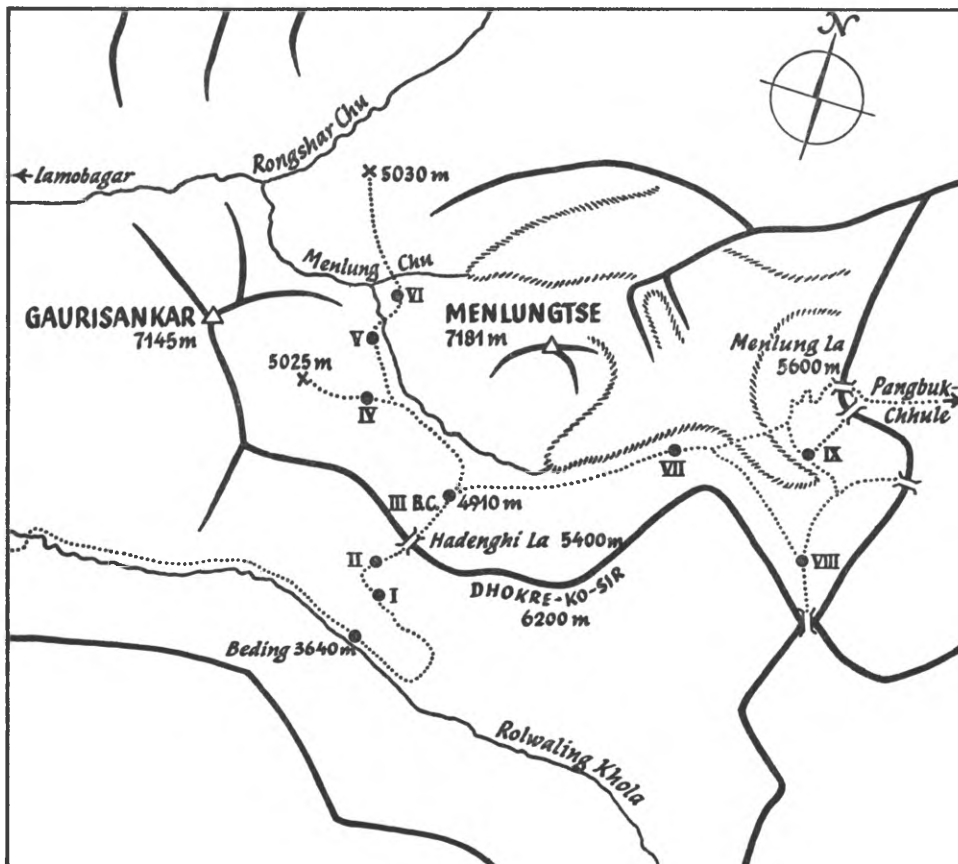 N
Rongshar Chu
←Lamobagar
5030 m
Menlung Chu
VI
GAURISANKAR
7145 m
MENLUNGTSE
7181 m
V
Menlung La
5600 m
5025 m
Pangbuk-
Chhule
IV
IX
VII
III B.C.
4910 m
Hadenghi La 5400 m
II
VIII
DHOKRE-KO-SIR
6200 m
I
Beding 3640 m
Rolwaling Khola